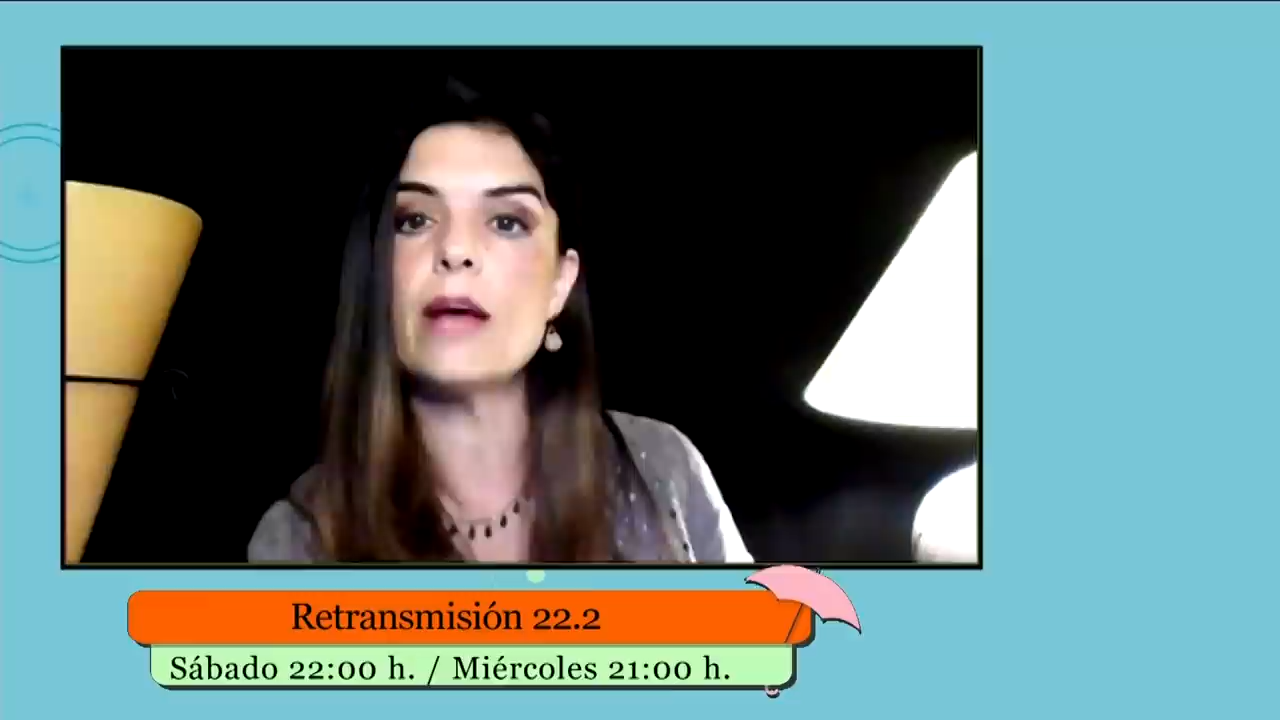 Retransmisión 22.2
Sábado 22:00 h. / Miércoles 21:00 h.